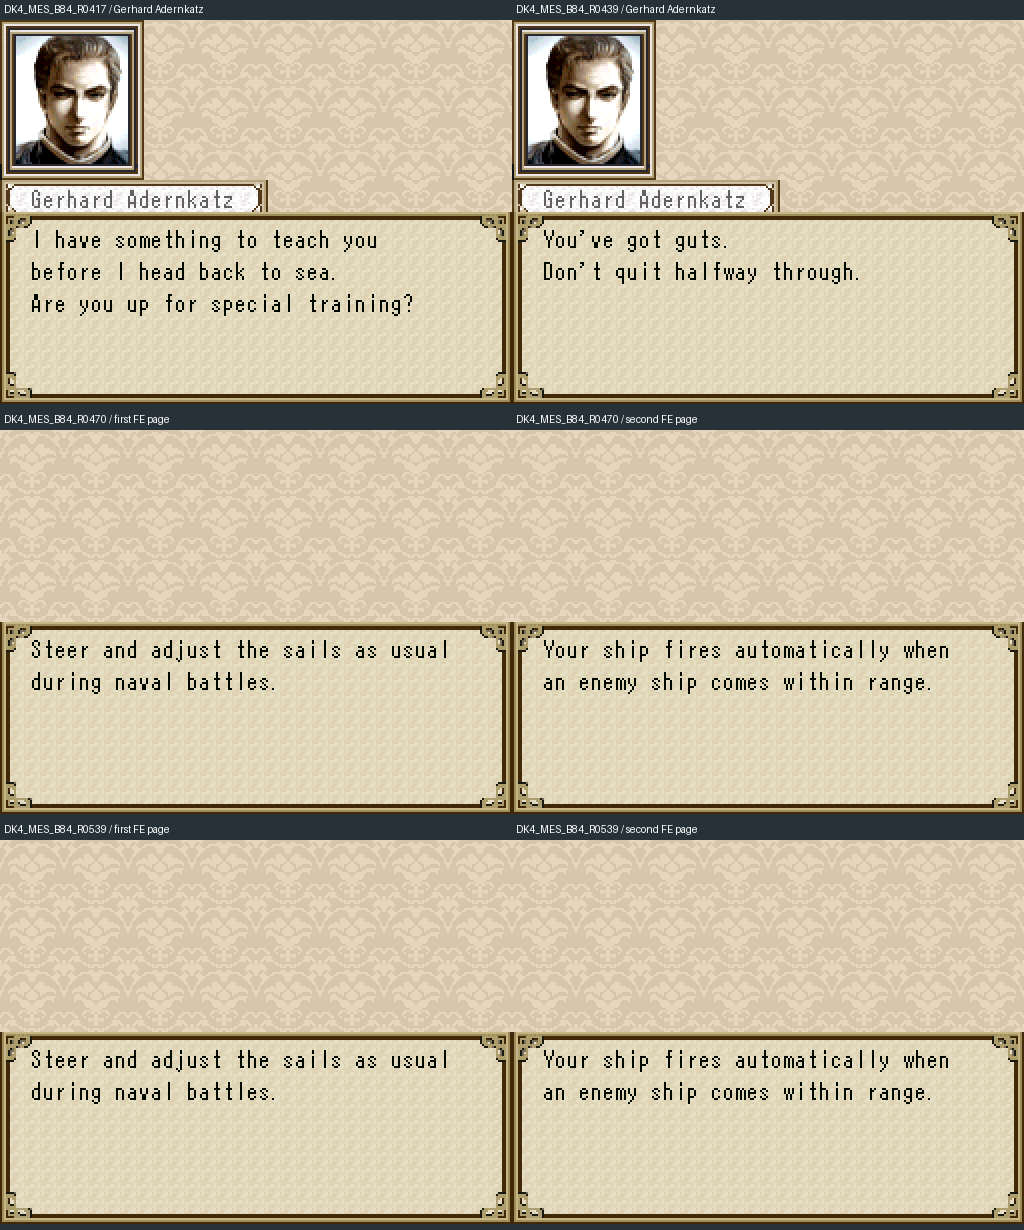 DK4_MES_B84_R0417 / Gerhard Adernkatz
Gerhard Adernkatz
I have something to teach you
before I head back to sea.
Are you up for special training?
DK4_MES_B84_R0439 / Gerhard Adernkatz
Gerhard Adernkatz
You've got guts.
Don't quit halfway through.
DK4_MES_B84_R0470 / first FE page
Steer and adjust the sails as usual
during naval battles.
DK4_MES_B84_R0470 / second FE page
Your ship fires automatically when
an enemy ship comes within range.
DK4_MES_B84_R0539 / first FE page
Steer and adjust the sails as usual
during naval battles.
DK4_MES_B84_R0539 / second FE page
Your ship fires automatically when
an enemy ship comes within range.